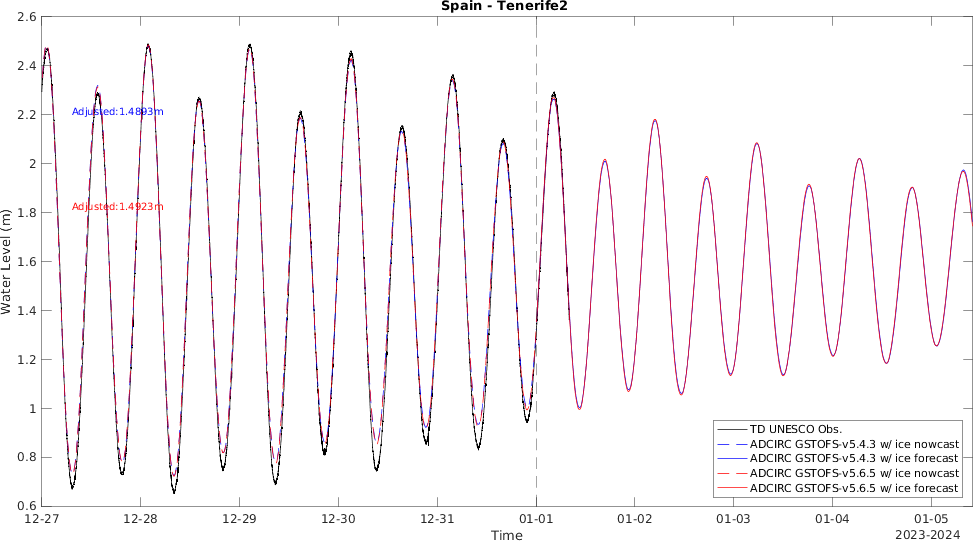 Spain - Tenerife2
2.6
2.4
2.2
2
1.8
1.6
1.4
1.2
1
0.8
0.6
Water Level (m)
Adjusted:1.4893m
Adjusted:1.4923m
TD UNESCO Obs.
ADCIRC GSTOFS-v5.4.3 w/ ice nowcast
ADCIRC GSTOFS-v5.4.3 w/ ice forecast
ADCIRC GSTOFS-v5.6.5 w/ ice nowcast
ADCIRC GSTOFS-v5.6.5 w/ ice forecast
12-27 12-28 12-29 12-30 12-31 01-01 01-02 01-03 01-04 01-05
Time
2023-2024